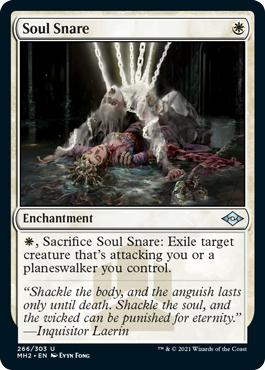 Soul Snare
Enchantment
, Sacrifice Soul Snare: Exile target
creature that's attacking you or a
planeswalker you control.
“Shackle the body, and the anguish lasts
only until death. Shackle the soul, and
the wicked can be punished for eternity.”
—Inquisitor Laerin
266/303 U
MH2 • EN Evyn Fong
™ & © 2021 Wizards of the Coast